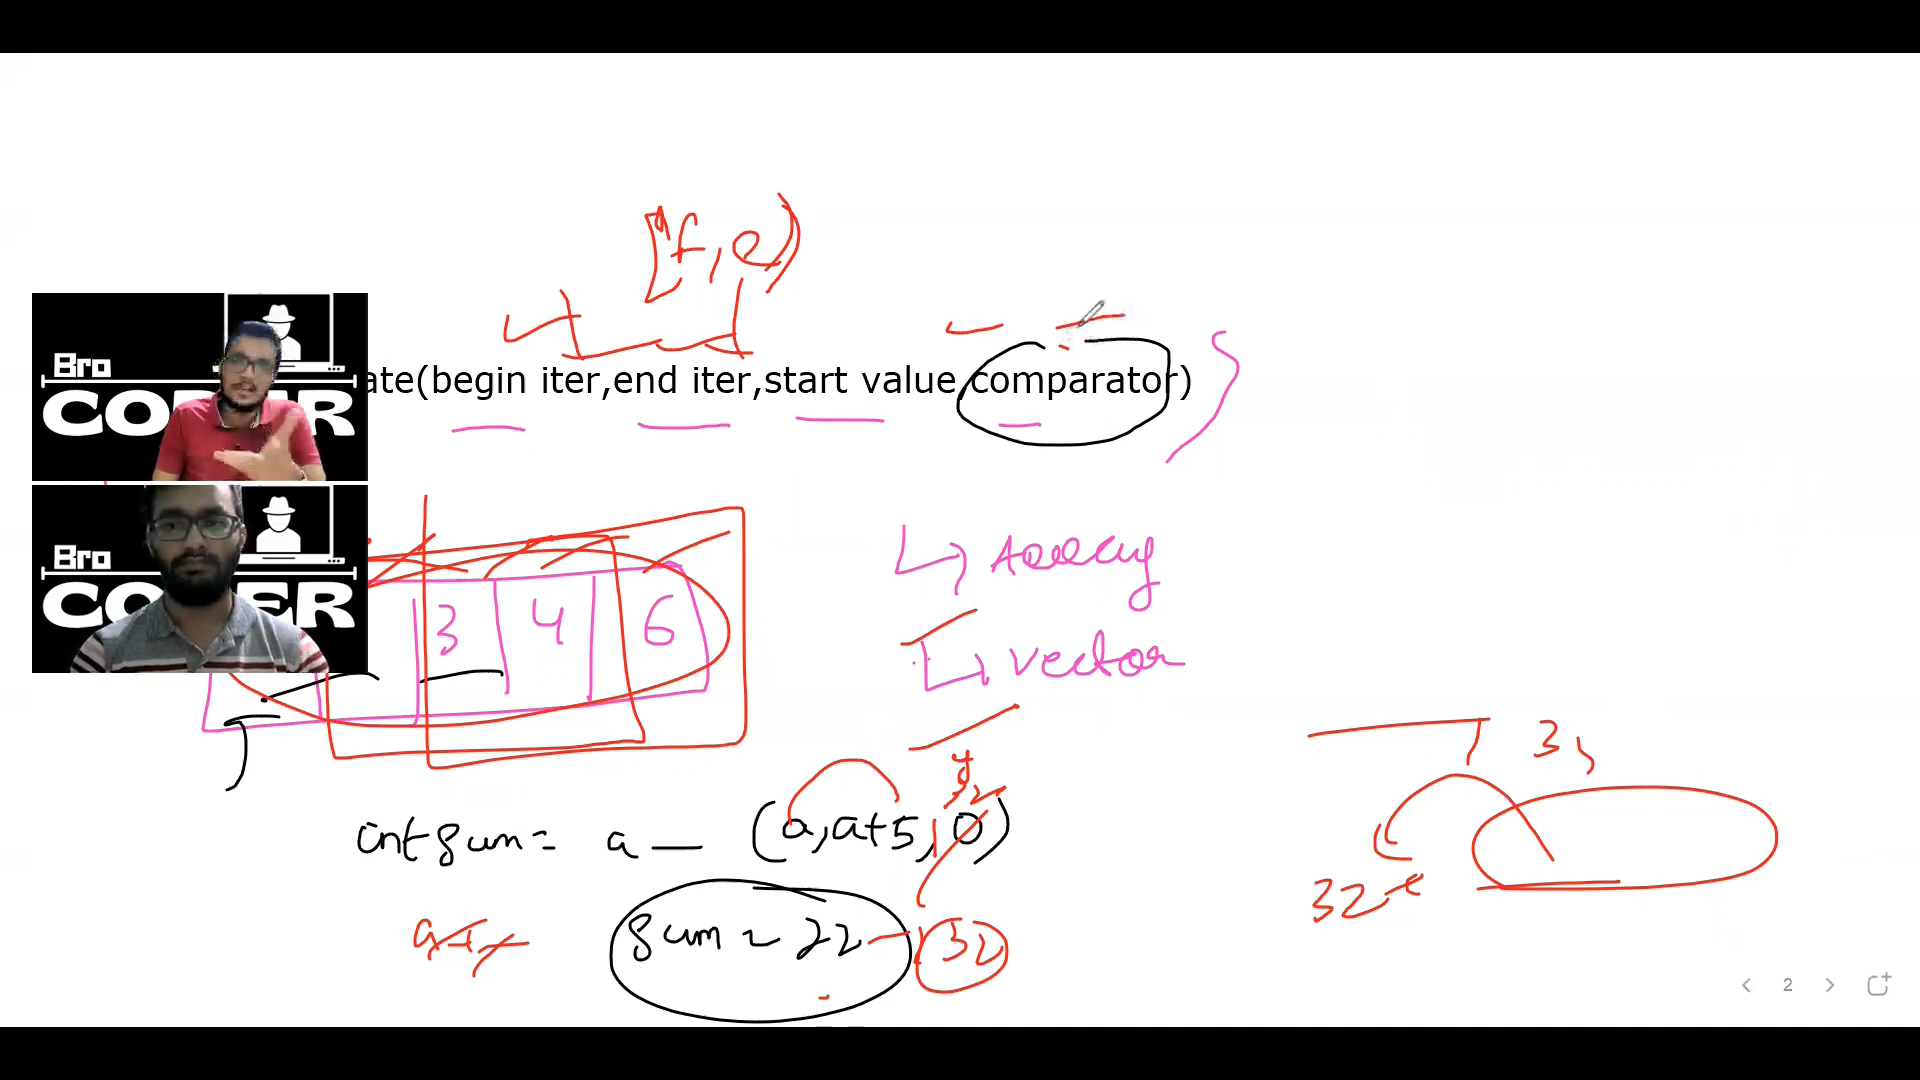 [f,e)
ate(begin iter,end iter,start value,comparator)
Bro
CODER
Array
Bro
CODER
3 4 6
vector
3,
int sum = a — (a,a+5, 0)
32
sum = 22 32
2